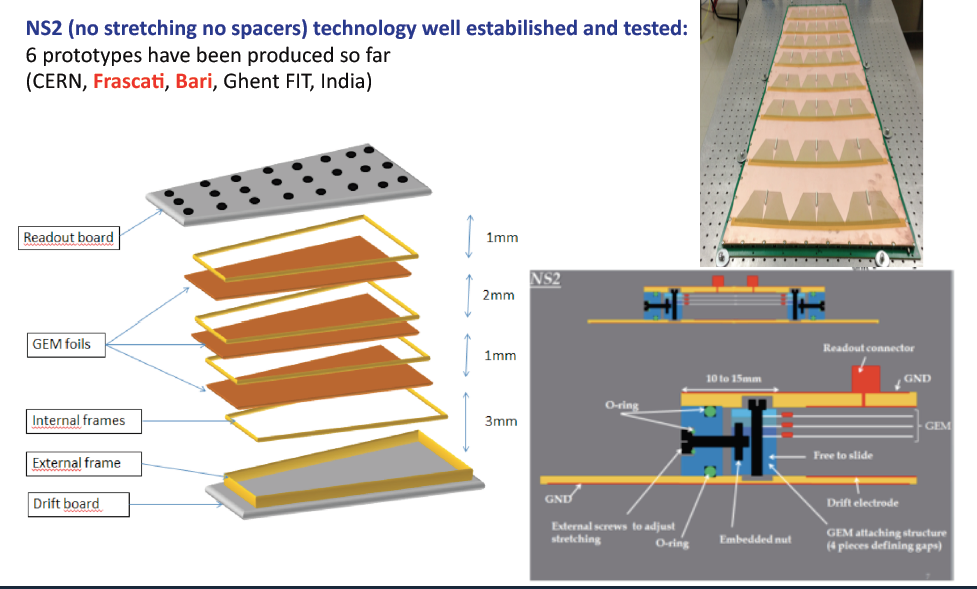 NS2 (no stretching no spacers) technology well estabilished and tested:
6 prototypes have been produced so far
(CERN, Frascati, Bari, Ghent FIT, India)
Readout board
1mm
2mm
GEM foils
1mm
Internal frames
3mm
External frame
Drift board
NS2
Readout connector
10 to 15mm
GND
O-ring
GEM
Free to slide
GND
Drift electrode
External screws to adjust
stretching
O-ring
Embedded nut
GEM attaching structure
(4 pieces defining gaps)
7